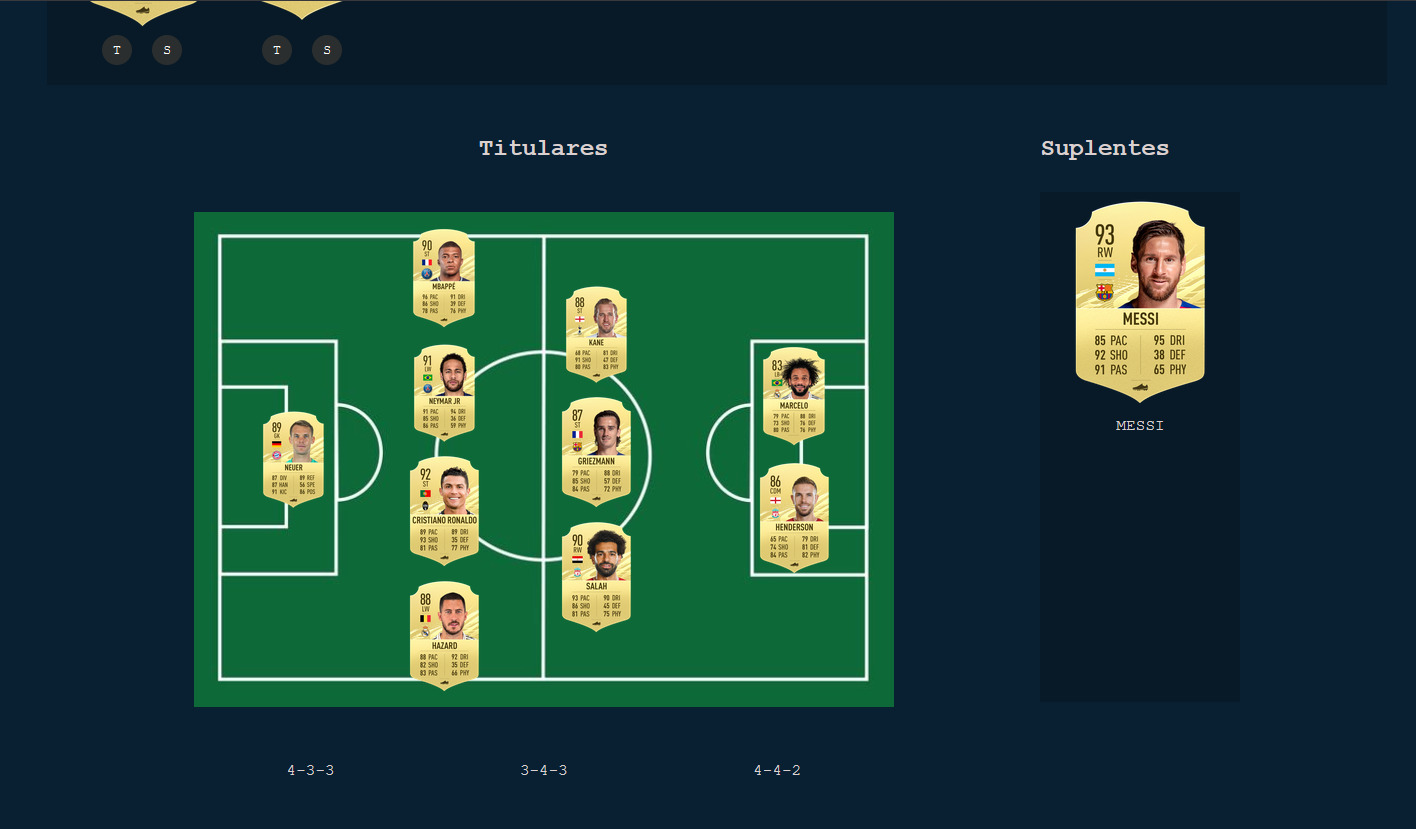 T S T S
Titulares
Suplentes
90
ST
MBAPPÉ
96 PAC 91 DRI
86 SHO 39 DEF
78 PAS 76 PHY
88
ST
KANE
68 PAC 81 DRI
91 SHO 47 DEF
80 PAS 83 PHY
91
LW
NEYMAR JR
91 PAC 94 DRI
85 SHO 36 DEF
86 PAS 59 PHY
83
MARCELO
79 PAC 88 DRI
73 SHO 76 DEF
80 PAS 76 PHY
89
GK
NEUER
87 DIV 89 REF
87 HAN 56 SPE
91 KIC 86 POS
87
ST
GRIEZMANN
79 PAC 88 DRI
85 SHO 57 DEF
84 PAS 72 PHY
92
ST
CRISTIANO RONALDO
89 PAC 89 DRI
93 SHO 35 DEF
81 PAS 77 PHY
86
CDM
HENDERSON
65 PAC 79 DRI
74 SHO 81 DEF
84 PAS 82 PHY
90
RW
SALAH
93 PAC 90 DRI
86 SHO 45 DEF
81 PAS 75 PHY
88
LW
HAZARD
88 PAC 92 DRI
82 SHO 35 DEF
83 PAS 66 PHY
93
RW
MESSI
85 PAC 95 DRI
92 SHO 38 DEF
91 PAS 65 PHY
MESSI
4-3-3 3-4-3 4-4-2